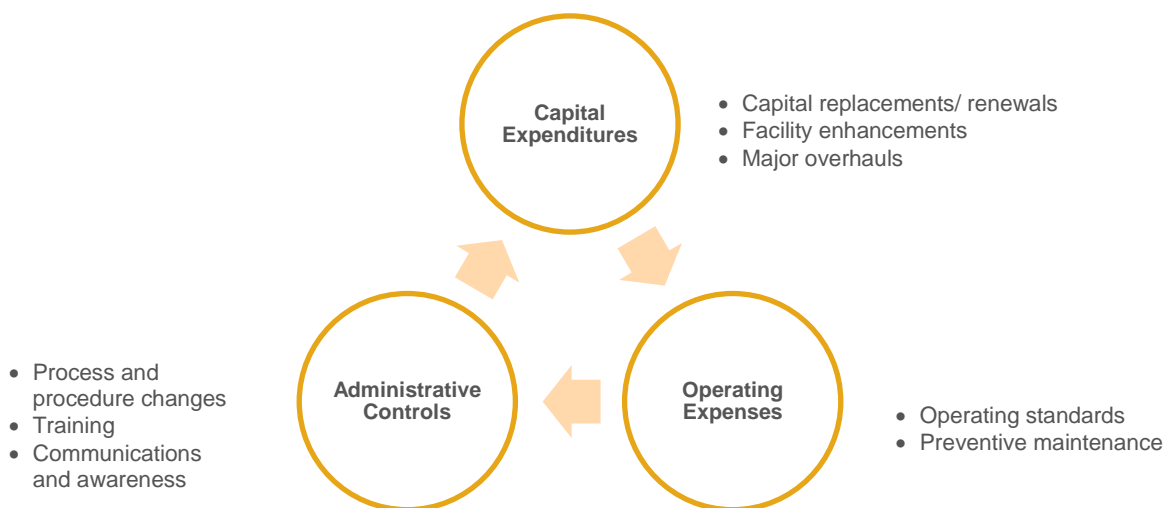 Capital
Expenditures
• Capital replacements/ renewals
• Facility enhancements
• Major overhauls
Administrative
Controls
• Process and
procedure changes
• Training
• Communications
and awareness
Operating
Expenses
• Operating standards
• Preventive maintenance